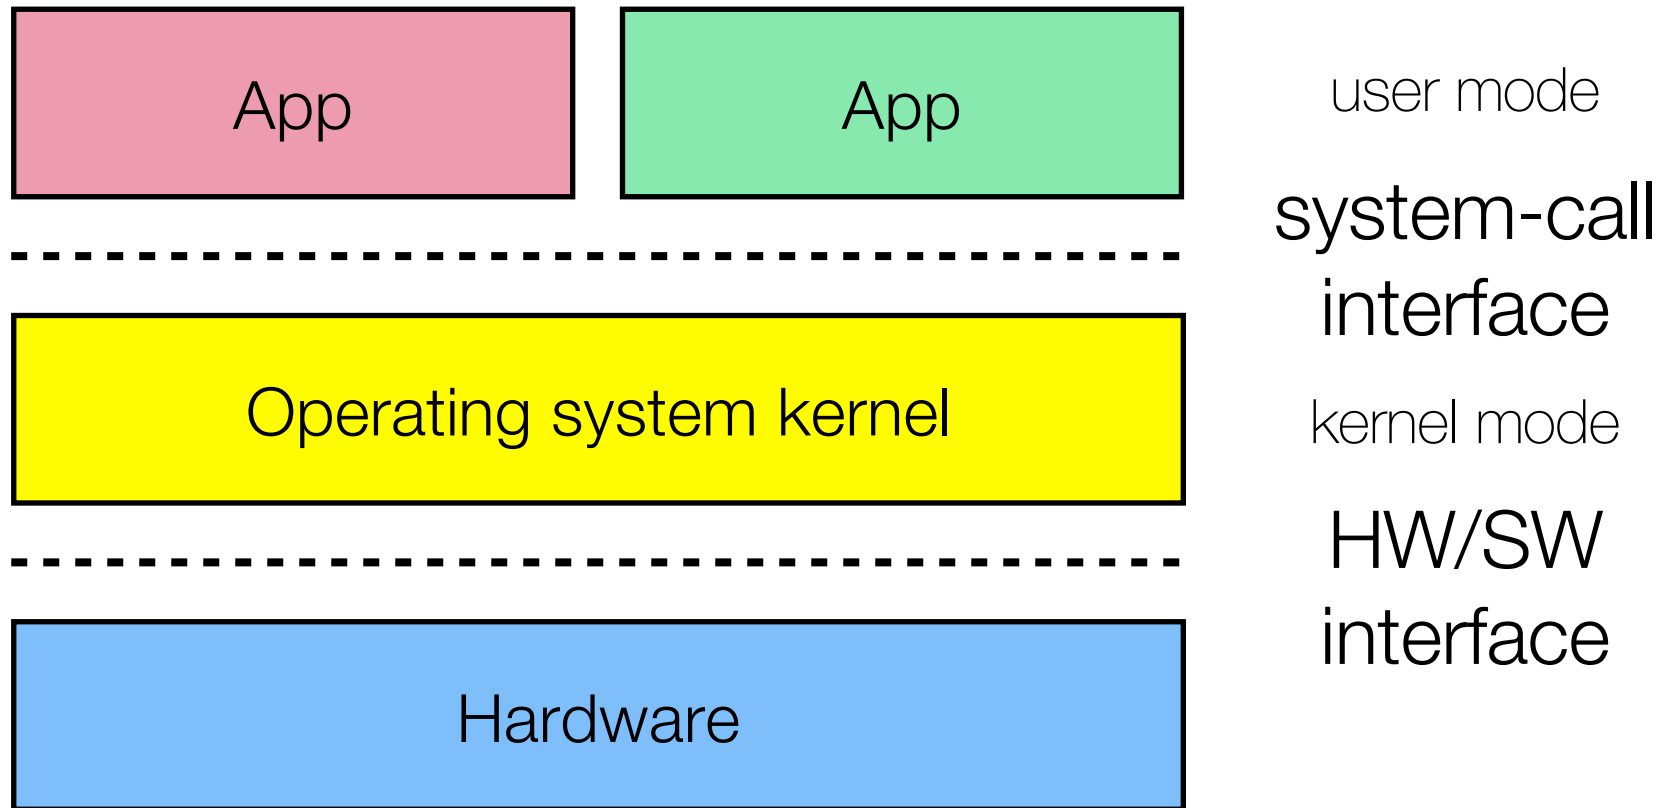 App
App
user mode
system-call
interface
Operating system kernel
kernel mode
HW/SW
interface
Hardware